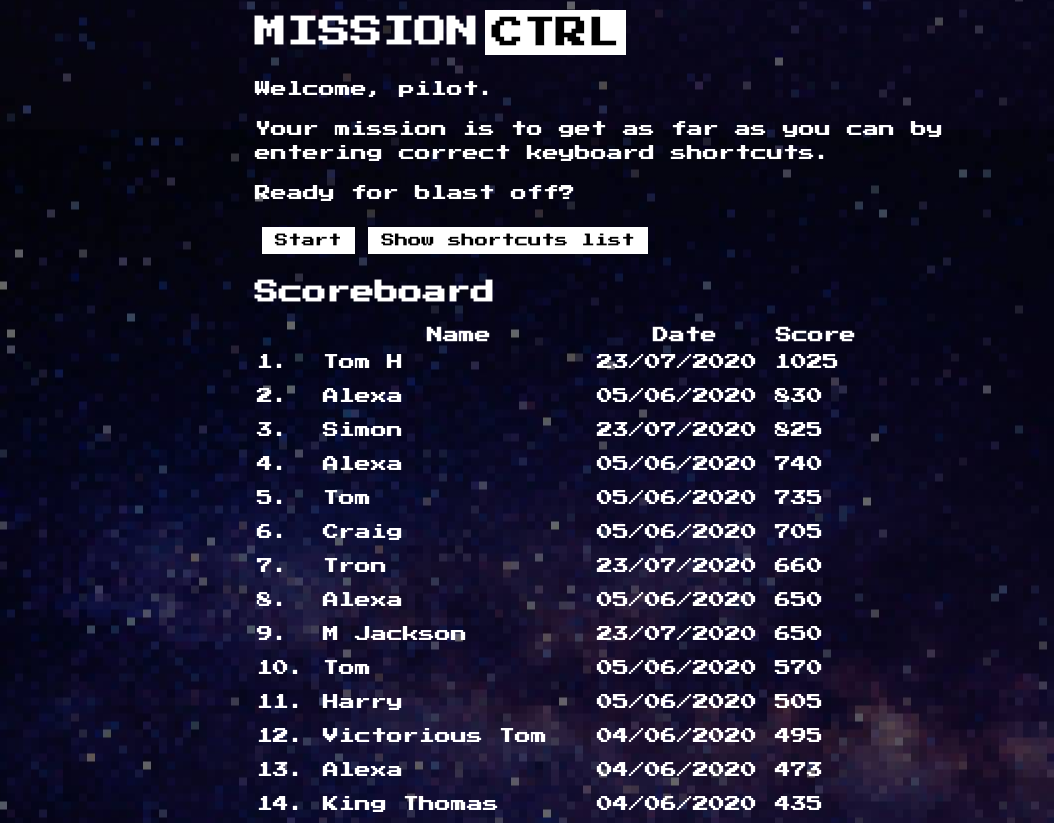 MISSION CTRL
Welcome, pilot.
Your mission is to get as far as you can by
entering correct keyboard shortcuts.
Ready for blast off?
Start Show shortcuts list
Scoreboard
Name Date Score
1. Tom H 23/07/2020 1025
2. Alexa 05/06/2020 830
3. Simon 23/07/2020 825
4. Alexa 05/06/2020 740
5. Tom 05/06/2020 735
6. Craig 05/06/2020 705
7. Tron 23/07/2020 660
8. Alexa 05/06/2020 650
9. M Jackson 23/07/2020 650
10. Tom 05/06/2020 570
11. Harry 05/06/2020 505
12. Victorious Tom 04/06/2020 495
13. Alexa 04/06/2020 473
14. King Thomas 04/06/2020 435